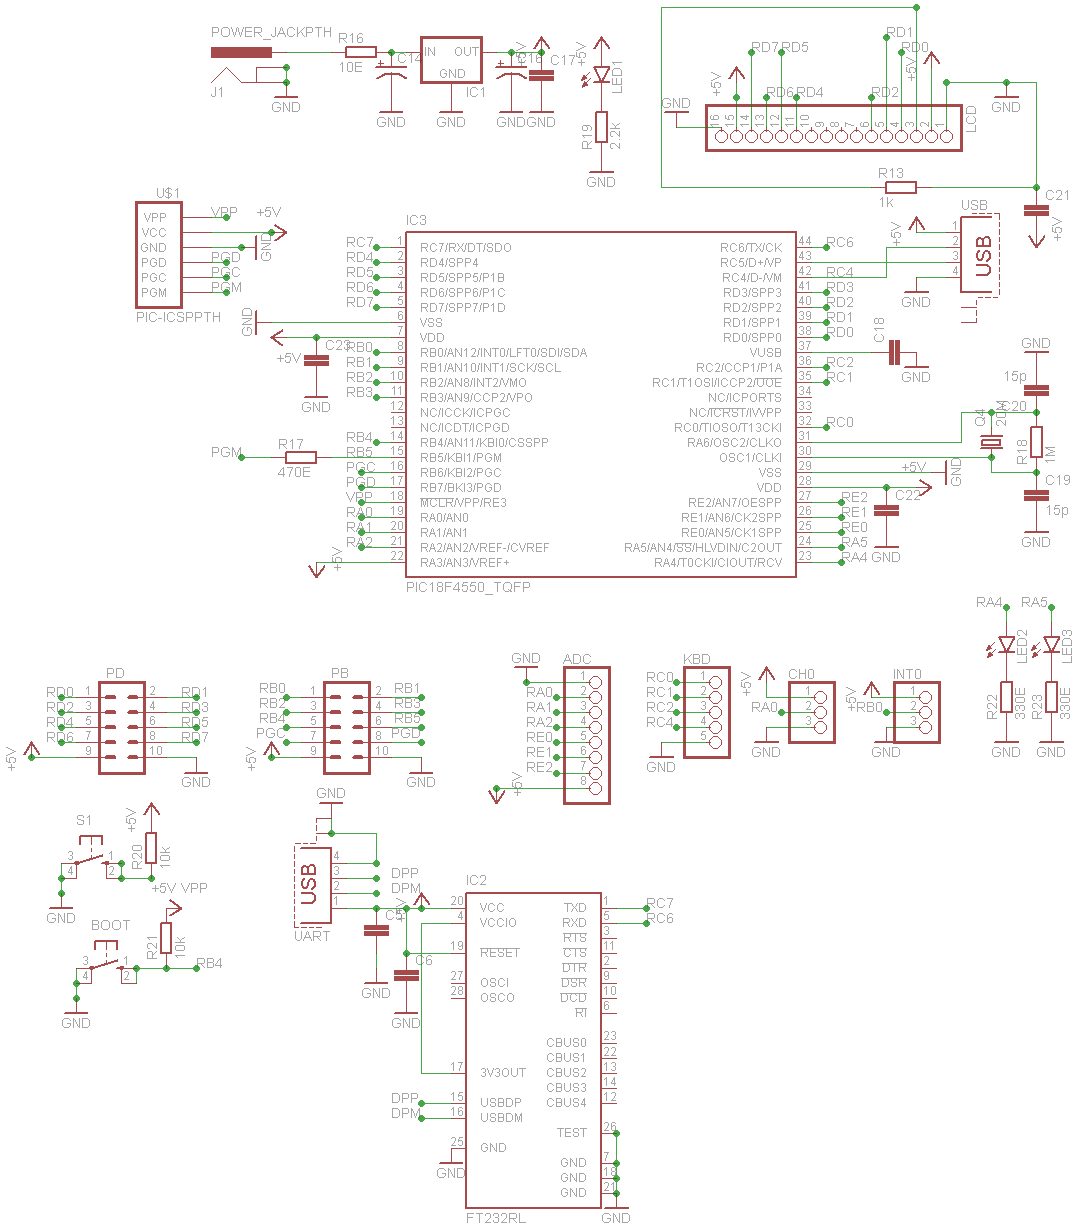 POWER_JACKPTH
J1
GND
R16
10E
C14
GND
IN
OUT
GND
IC1
GND
+5V
C16
C17
GND
GND
+5V
LED1
R19
2.2k
GND
GND
+5V
RD7
RD5
RD6
RD4
RD1
RD0
RD2
+5V
GND
LCD
16
15
14
13
12
11
10
9
8
7
6
5
4
3
2
1
R13
1k
C21
+5V
U$1
VPP
VCC
GND
PGD
PGC
PGM
PIC-ICSPPTH
VPP
+5V
GND
PGD
PGC
PGM
IC3
RC7 1 RC7/RX/DT/SDO
RD4 2 RD4/SPP4
RD5 3 RD5/SPP5/P1B
RD6 4 RD6/SPP6/P1C
RD7 5 RD7/SPP7/P1D
GND 6 VSS
+5V 7 VDD
C23
GND
RB0 8 RB0/AN12/INT0/LFT0/SDI/SDA
RB1 9 RB1/AN10/INT1/SCK/SCL
RB2 10 RB2/AN8/INT2/VMO
RB3 11 RB3/AN9/CCP2/VPO
12 NC/ICCK/ICPGC
13 NC/ICDT/ICPGD
RB4 14 RB4/AN11/KBI0/CSSPP
PGM R17 470E RB5 15 RB5/KBI1/PGM
PGC 16 RB6/KBI2/PGC
PGD 17 RB7/BKI3/PGD
VPP 18 MCLR/VPP/RE3
RA0 19 RA0/AN0
RA1 20 RA1/AN1
RA2 21 RA2/AN2/VREF-/CVREF
+5V 22 RA3/AN3/VREF+
RC6/TX/CK 44 RC6
RC5/D+/VP 43
RC4/D-/VM 42 RC4
RD3/SPP3 41 RD3
RD2/SPP2 40 RD2
RD1/SPP1 39 RD1
RD0/SPP0 38 RD0
VUSB 37
RC2/CCP1/P1A 36 RC2
RC1/T1OSI/ICCP2/UOE 35 RC1
NC/ICPORTS 34
NC/ICRST/IVVPP 33
RC0/TIOSO/T13CKI 32 RC0
RA6/OSC2/CLKO 31
OSC1/CLKI 30
VSS 29
VDD 28
RE2/AN7/OESPP 27 RE2
RE1/AN6/CK2SPP 26 RE1
RE0/AN5/CK1SPP 25 RE0
RA5/AN4/SS/HLVDIN/C2OUT 24 RA5
RA4/T0CKI/CIOUT/RCV 23 RA4
PIC18F4550_TQFP
USB
USB
1
2
3
4
+5V
GND
C18
GND
GND
15p
C20
Q4
20M
R18
1M
C19
15p
GND
+5V
GND
C22
GND
RA4
LED2
R22
330E
GND
RA5
LED3
R23
330E
GND
PD
RD0 1 2 RD1
RD2 3 4 RD3
RD4 5 6 RD5
RD6 7 8 RD7
+5V 9 10 GND
PB
RB0 1 2 RB1
RB2 3 4 RB3
RB4 5 6 RB5
PGC 7 8 PGD
+5V 9 10 GND
ADC
GND 1
RA0 2
RA1 3
RA2 4
RE0 5
RE1 6
RE2 7
+5V 8
KBD
RC0 1
RC1 2
RC2 3
RC4 4
GND 5
CH0
+5V 1
RA0 2
GND 3
INT0
+5V 1
RB0 2
GND 3
S1
3
4
1
2
GND
+5V
R20
10k
BOOT
3
4
1
2
GND
+5V VPP
R21
10k
RB4
GND
USB
UART
4
3
2
1
DPP
DPM
+5V
GND
C6
GND
IC2
20 VCC
4 VCCIO
19 RESET
27 OSCI
28 OSCO
17 3V3OUT
DPP 15 USBDP
DPM 16 USBDM
25 GND
GND
TXD 1 RC7
RXD 5 RC6
RTS 3
CTS 11
DTR 2
DSR 9
DCD 10
RI 6
CBUS0 23
CBUS1 22
CBUS2 13
CBUS3 14
CBUS4 12
TEST 26
GND 7
GND 18
GND 21
GND
FT232RL